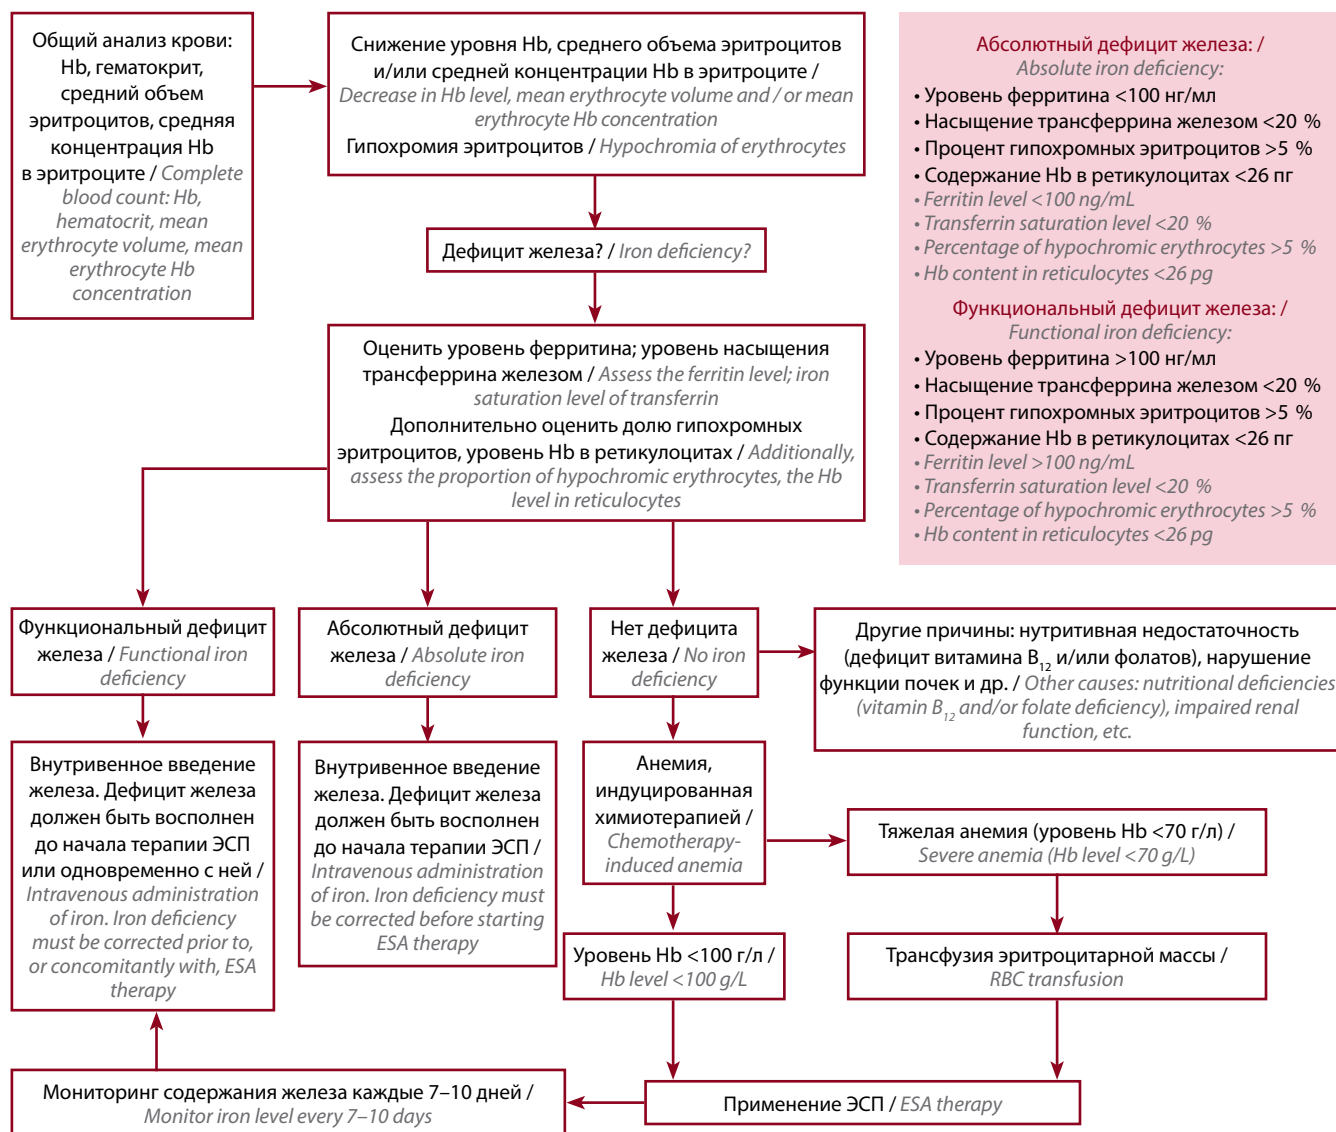 Общий анализ крови:
Hb, гематокрит,
средний объем
эритроцитов, средняя
концентрация Hb
в эритроците / Complete
blood count: Hb,
hematocrit, mean
erythrocyte volume, mean
erythrocyte Hb
concentration
Снижение уровня Hb, среднего объема эритроцитов
и/или средней концентрации Hb в эритроците /
Decrease in Hb level, mean erythrocyte volume and / or mean
erythrocyte Hb concentration
Гипохромия эритроцитов / Hypochromia of erythrocytes
Дефицит железа? / Iron deficiency?
Оценить уровень ферритина; уровень насыщения
трансферрина железом / Assess the ferritin level; iron
saturation level of transferrin
Дополнительно оценить долю гипохромных
эритроцитов, уровень Hb в ретикулоцитах / Additionally,
assess the proportion of hypochromic erythrocytes, the Hb
level in reticulocytes
Абсолютный дефицит железа: /
Absolute iron deficiency:
• Уровень ферритина <100 нг/мл
• Насыщение трансферрина железом <20 %
• Процент гипохромных эритроцитов >5 %
• Содержание Hb в ретикулоцитах <26 пг
• Ferritin level <100 ng/mL
• Transferrin saturation level <20 %
• Percentage of hypochromic erythrocytes >5 %
• Hb content in reticulocytes <26 pg
Функциональный дефицит железа: /
Functional iron deficiency:
• Уровень ферритина >100 нг/мл
• Насыщение трансферрина железом <20 %
• Процент гипохромных эритроцитов >5 %
• Содержание Hb в ретикулоцитах <26 пг
• Ferritin level >100 ng/mL
• Transferrin saturation level <20 %
• Percentage of hypochromic erythrocytes >5 %
• Hb content in reticulocytes <26 pg
Функциональный дефицит
железа / Functional iron
deficiency
Абсолютный дефицит
железа / Absolute iron
deficiency
Нет дефицита
железа / No iron
deficiency
Другие причины: нутритивная недостаточность
(дефицит витамина B12 и/или фолатов), нарушение
функции почек и др. / Other causes: nutritional deficiencies
(vitamin B12 and/or folate deficiency), impaired renal
function, etc.
Внутривенное введение
железа. Дефицит железа
должен быть восполнен
до начала терапии ЭСП
или одновременно с ней /
Intravenous administration
of iron. Iron deficiency
must be corrected prior to,
or concomitantly with, ESA
therapy
Внутривенное введение
железа. Дефицит железа
должен быть восполнен
до начала терапии ЭСП /
Intravenous administration
of iron. Iron deficiency must
be corrected before starting
ESA therapy
Анемия,
индуцированная
химиотерапией /
Chemotherapy-
induced anemia
Тяжелая анемия (уровень Hb <70 г/л) /
Severe anemia (Hb level <70 g/L)
Уровень Hb <100 г/л /
Hb level <100 g/L
Трансфузия эритроцитарной массы /
RBC transfusion
Мониторинг содержания железа каждые 7–10 дней /
Monitor iron level every 7–10 days
Применение ЭСП / ESA therapy